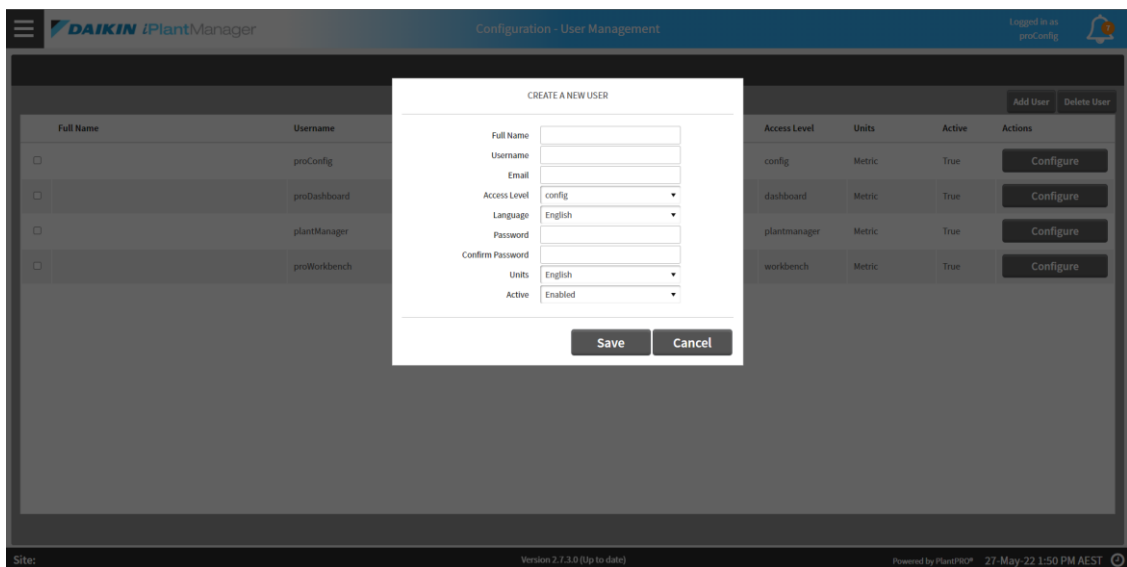 DAIKIN iPlantManager
Configuration - User Management
Logged in as
proConfig
CREATE A NEW USER
Add User Delete User
Full Name Username Access Level Units Active Actions
proConfig config Metric True Configure
proDashboard dashboard Metric True Configure
plantManager plantmanager Metric True Configure
proWorkbench workbench Metric True Configure
Full Name
Username
Email
Access Level config
Language English
Password
Confirm Password
Units English
Active Enabled
Save Cancel
Site: Version 2.7.3.0 (Up to date) Powered by PlantPRO® 27-May-22 1:50 PM AEST